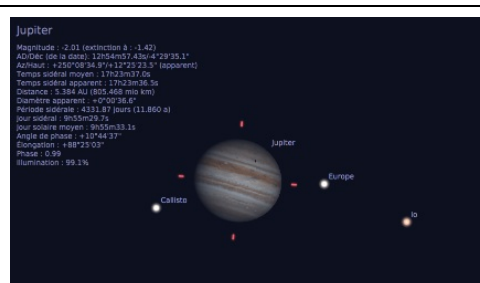 Jupiter
Magnitude : -2.01 (extinction à : -1.42)
AD/Déc (de la date): 12h54m57.43s/-4°29'35.1"
Az/Haut : +250°08'34.9"/+12°25'23.5" (apparent)
Temps sidéral moyen : 17h23m37.0s
Temps sidéral apparent : 17h23m36.5s
Distance : 5.384 AU (805.468 mio km)
Diamètre apparent : +0°00'36.6"
Période sidérale : 4331.87 jours (11.860 a)
jour sidéral : 9h55m29.7s
jour solaire moyen : 9h55m33.1s
Angle de phase : +10°44'37"
Élongation : +88°25'03"
Phase : 0.99
Illumination : 99.1%
Jupiter
Europe
Callisto
Io